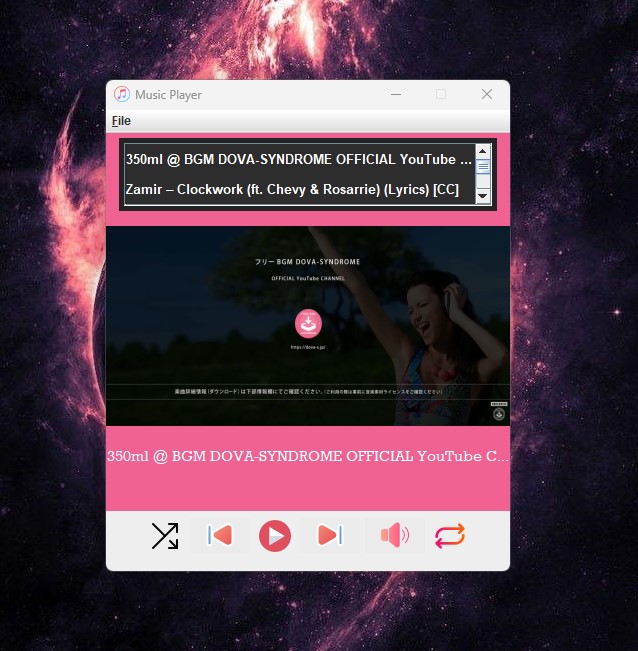 Music Player
File
350ml @ BGM DOVA-SYNDROME OFFICIAL YouTube ...
Zamir – Clockwork (ft. Chevy & Rosarrie) (Lyrics) [CC]
フリー BGM DOVA-SYNDROME
OFFICIAL YouTube CHANNEL
https://dova-s.jp/
楽曲詳細情報（ダウンロード）は下部情報欄にてご確認ください。（ご利用の際は事前に音楽素材ライセンスをご確認ください）
350ml @ BGM DOVA-SYNDROME OFFICIAL YouTube C...